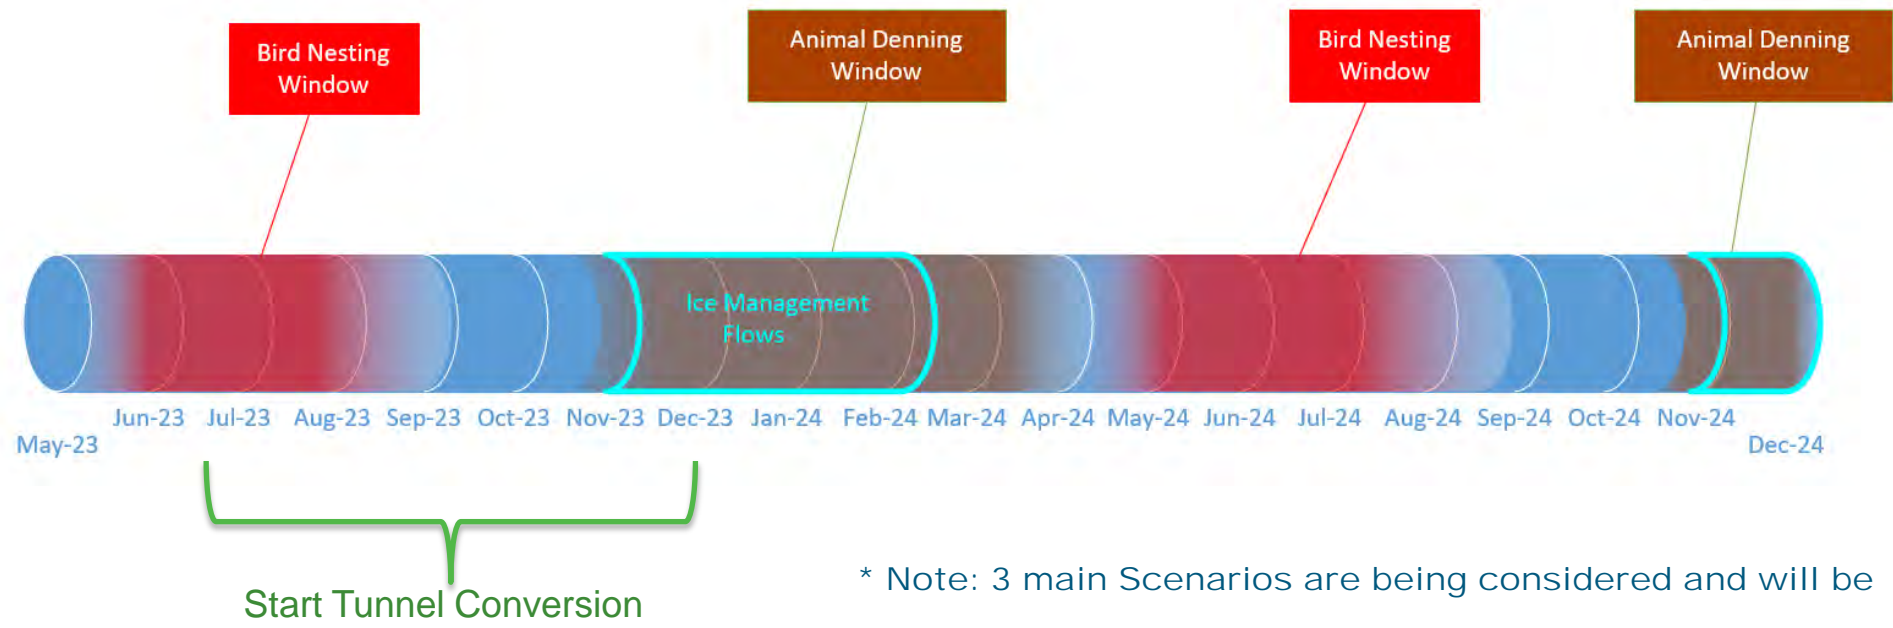 Bird Nesting
Window
Animal Denning
Window
Bird Nesting
Window
Animal Denning
Window
Ice Management
Flows
May-23
Jun-23
Jul-23
Aug-23
Sep-23
Oct-23
Nov-23
Dec-23
Jan-24
Feb-24
Mar-24
Apr-24
May-24
Jun-24
Jul-24
Aug-24
Sep-24
Oct-24
Nov-24
Dec-24
Start Tunnel Conversion
* Note: 3 main Scenarios are being considered and will be